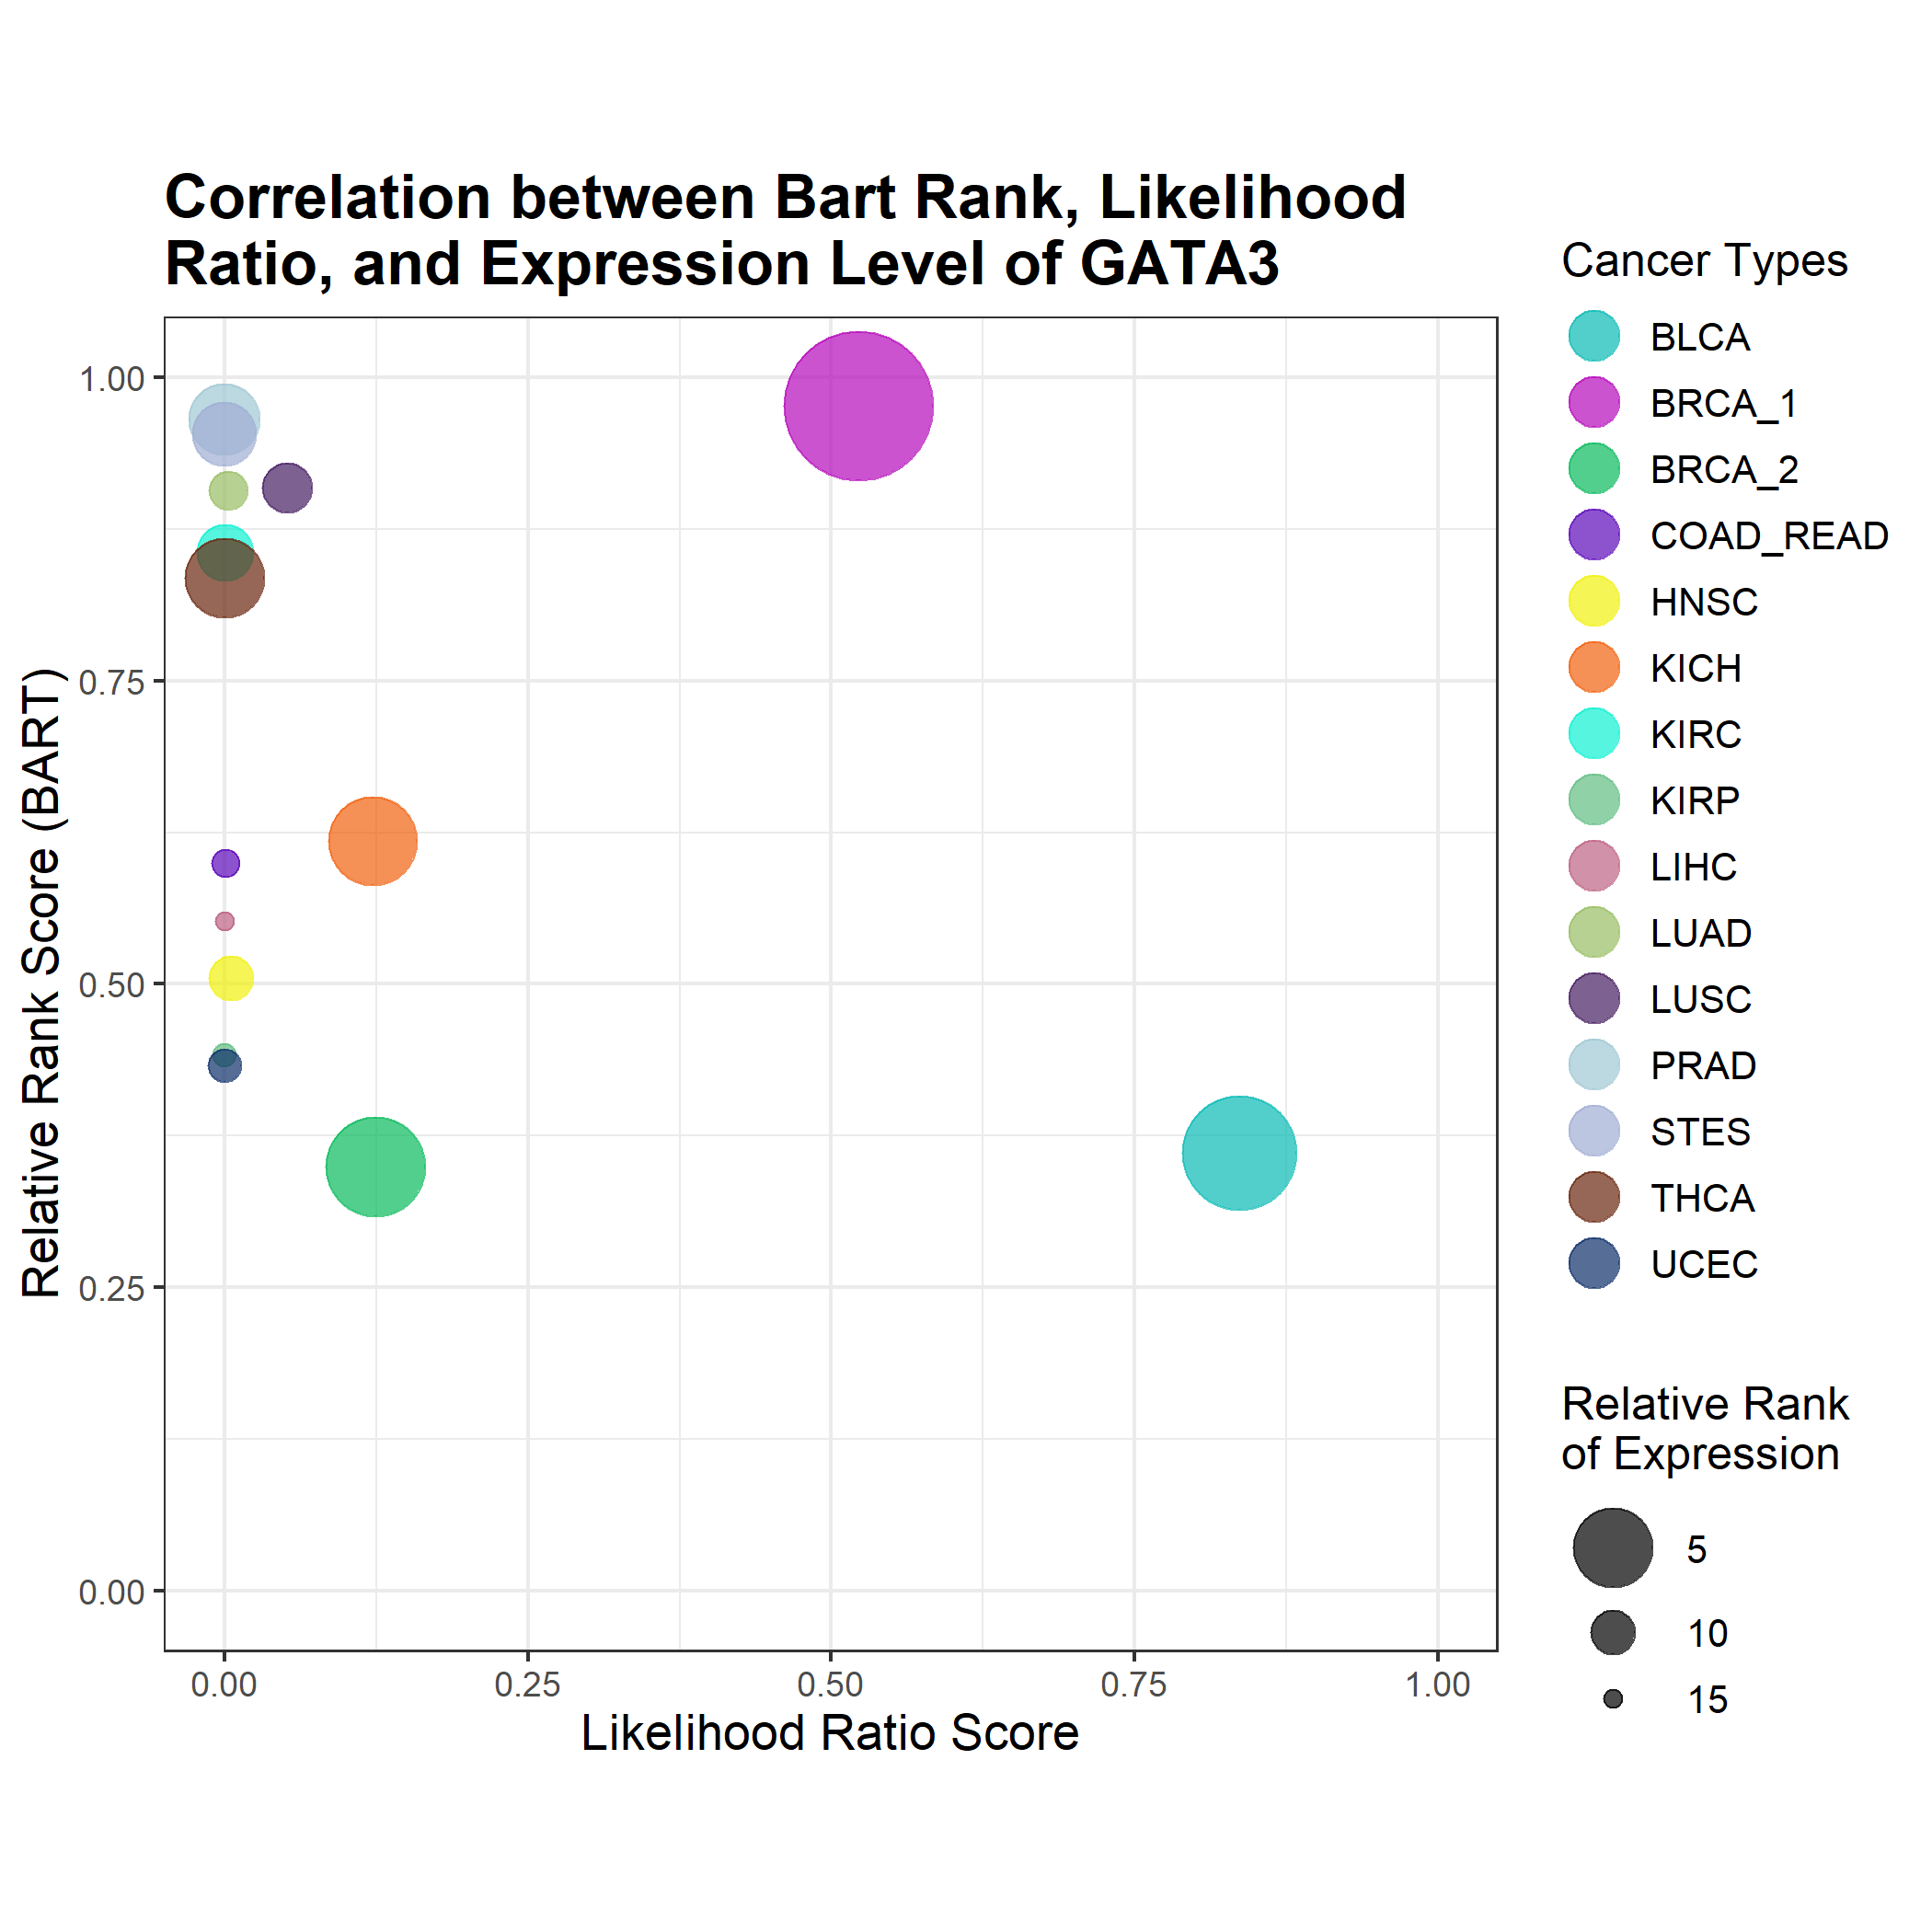 Correlation between Bart Rank, Likelihood
Ratio, and Expression Level of GATA3
Relative Rank Score (BART)
1.00
0.75
0.50
0.25
0.00
0.00
0.25
0.50
0.75
1.00
Likelihood Ratio Score
Cancer Types
BLCA
BRCA_1
BRCA_2
COAD_READ
HNSC
KICH
KIRC
KIRP
LIHC
LUAD
LUSC
PRAD
STES
THCA
UCEC
Relative Rank
of Expression
5
10
15